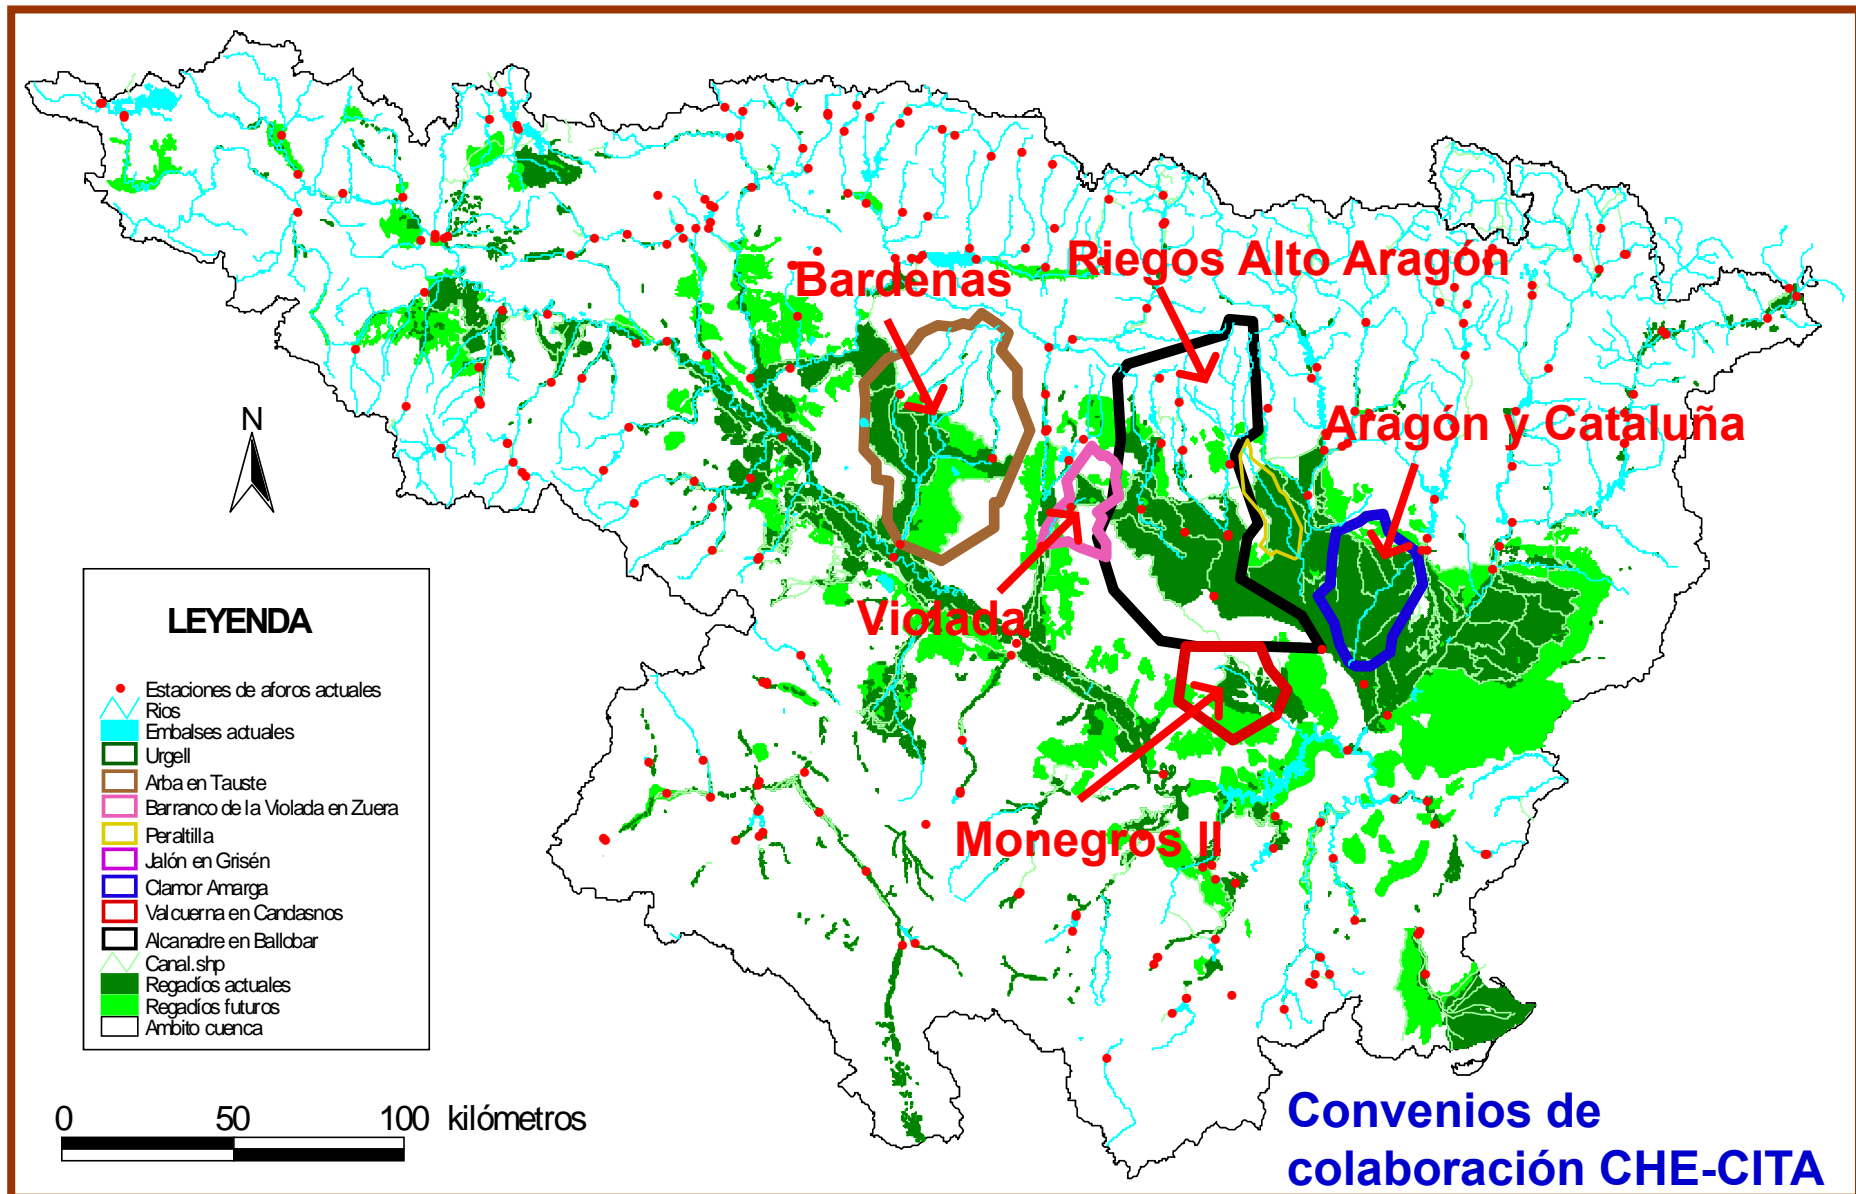 Riegos Alto Aragón
Bardenas
Aragón y Cataluña
N
Violada
Monegros II
LEYENDA
Estaciones de aforos actuales
Rios
Embalses actuales
Urgell
Arba en Tauste
Barranco de la Violada en Zuera
Peraltilla
Jalón en Grisén
Clamor Amarga
Valcuerna en Candasnos
Alcanadre en Ballobar
Canal.shp
Regadíos actuales
Regadíos futuros
Ambito cuenca
0 50 100 kilómetros
Convenios de
colaboración CHE-CITA